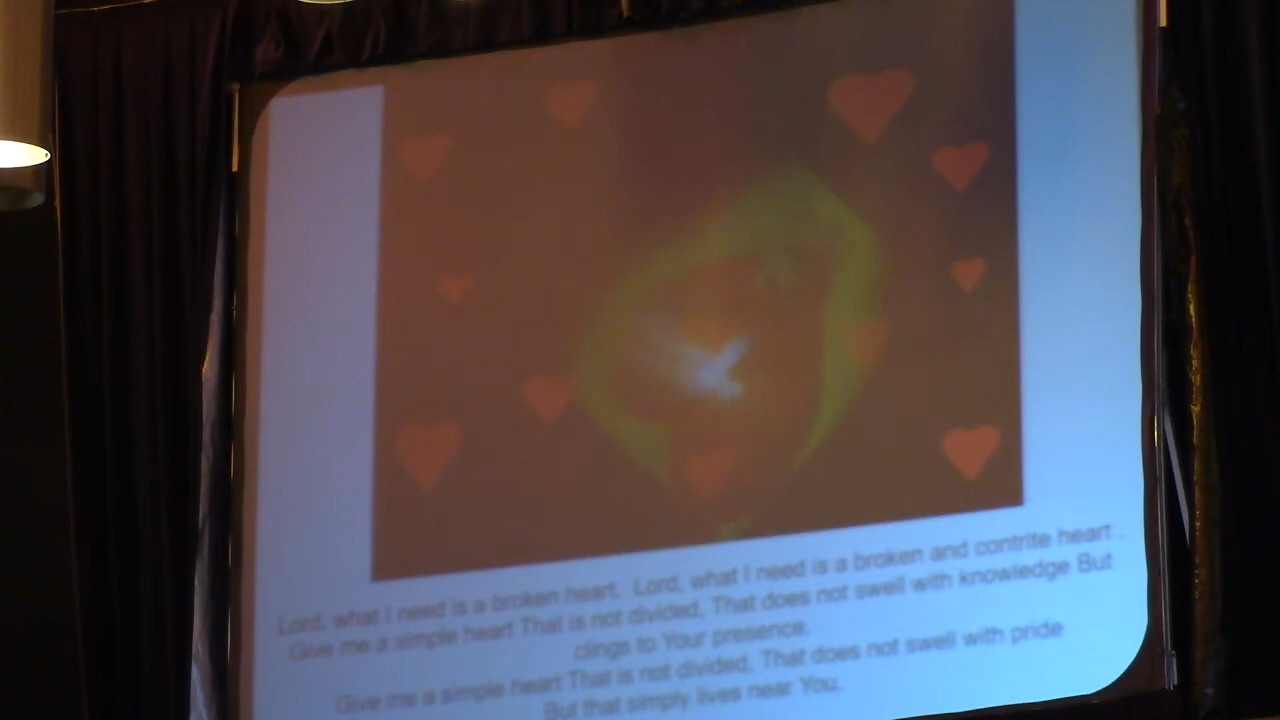 Lord, what I need is a broken heart. Lord, what I need is a broken and contrite heart.
Give me a simple heart That is not divided, That does not swell with knowledge But
clings to Your presence.
Give me a simple heart That is not divided, That does not swell with pride
But that simply lives near You.